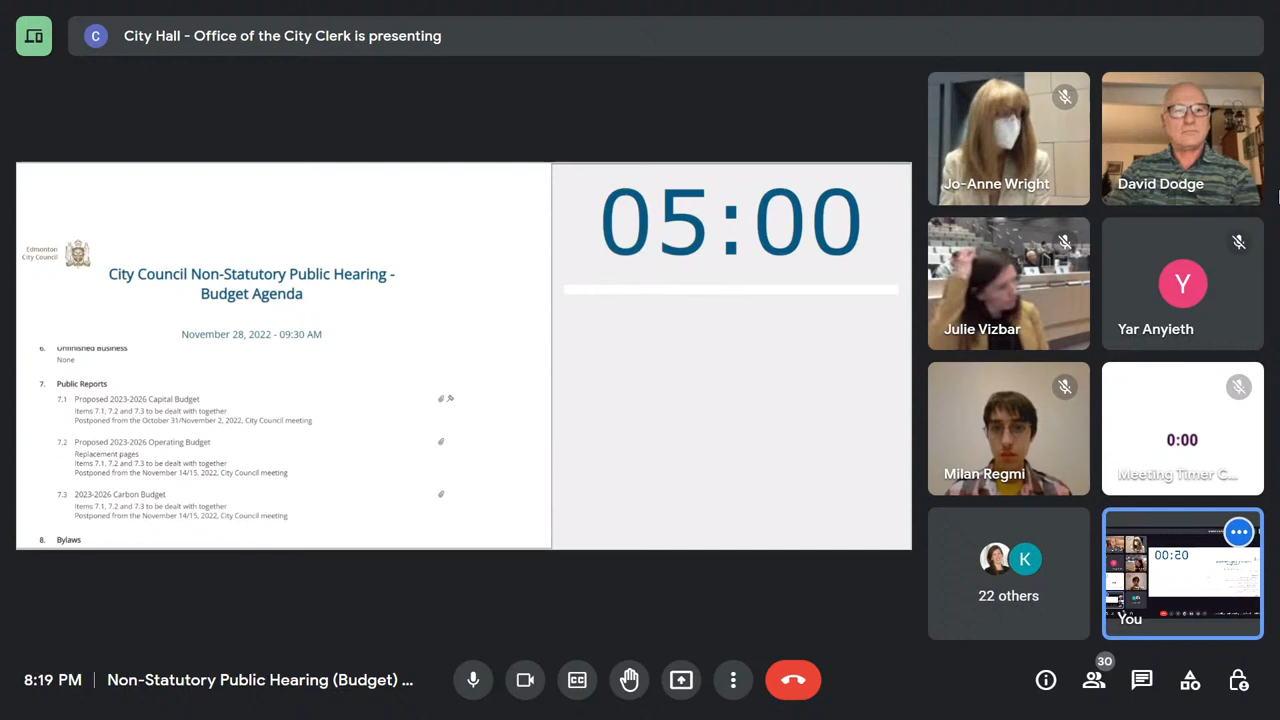 C City Hall - Office of the City Clerk is presenting
Edmonton
City Council
City Council Non-Statutory Public Hearing -
Budget Agenda
November 28, 2022 - 09:30 AM
6. Unfinished Business
None
7. Public Reports
7.1 Proposed 2023-2026 Capital Budget
Items 7.1, 7.2 and 7.3 to be dealt with together
Postponed from the October 31/November 2, 2022, City Council meeting
7.2 Proposed 2023-2026 Operating Budget
Replacement pages
Items 7.1, 7.2 and 7.3 to be dealt with together
Postponed from the November 14/15, 2022, City Council meeting
7.3 2023-2026 Carbon Budget
Items 7.1, 7.2 and 7.3 to be dealt with together
Postponed from the November 14/15, 2022, City Council meeting
8. Bylaws
05:00
Jo-Anne Wright
David Dodge
Julie Vizbar
Y
Yar Anyieth
Milan Regmi
0:00
Meeting Timer C...
K
22 others
05:00
You
8:19 PM | Non-Statutory Public Hearing (Budget) ...
30